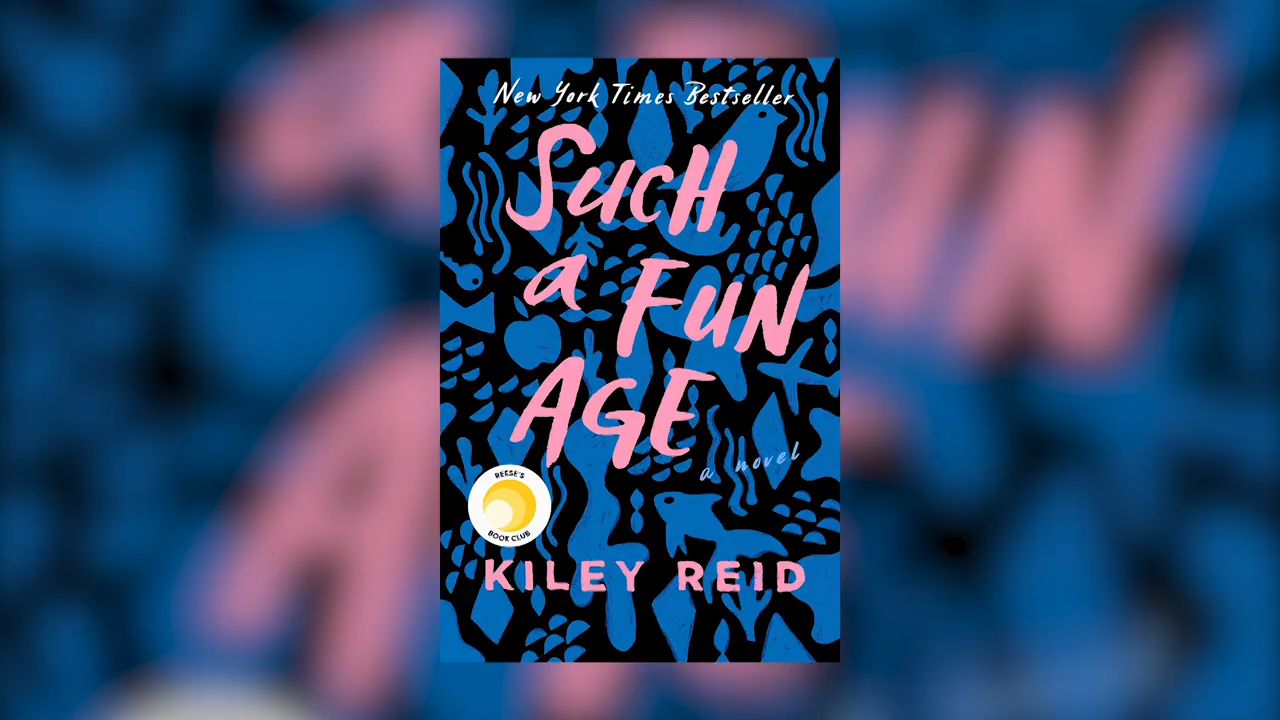 New York Times Bestseller
SUCH
a FUN
AGE
a novel
REESE'S
BOOK CLUB
KILEY REID